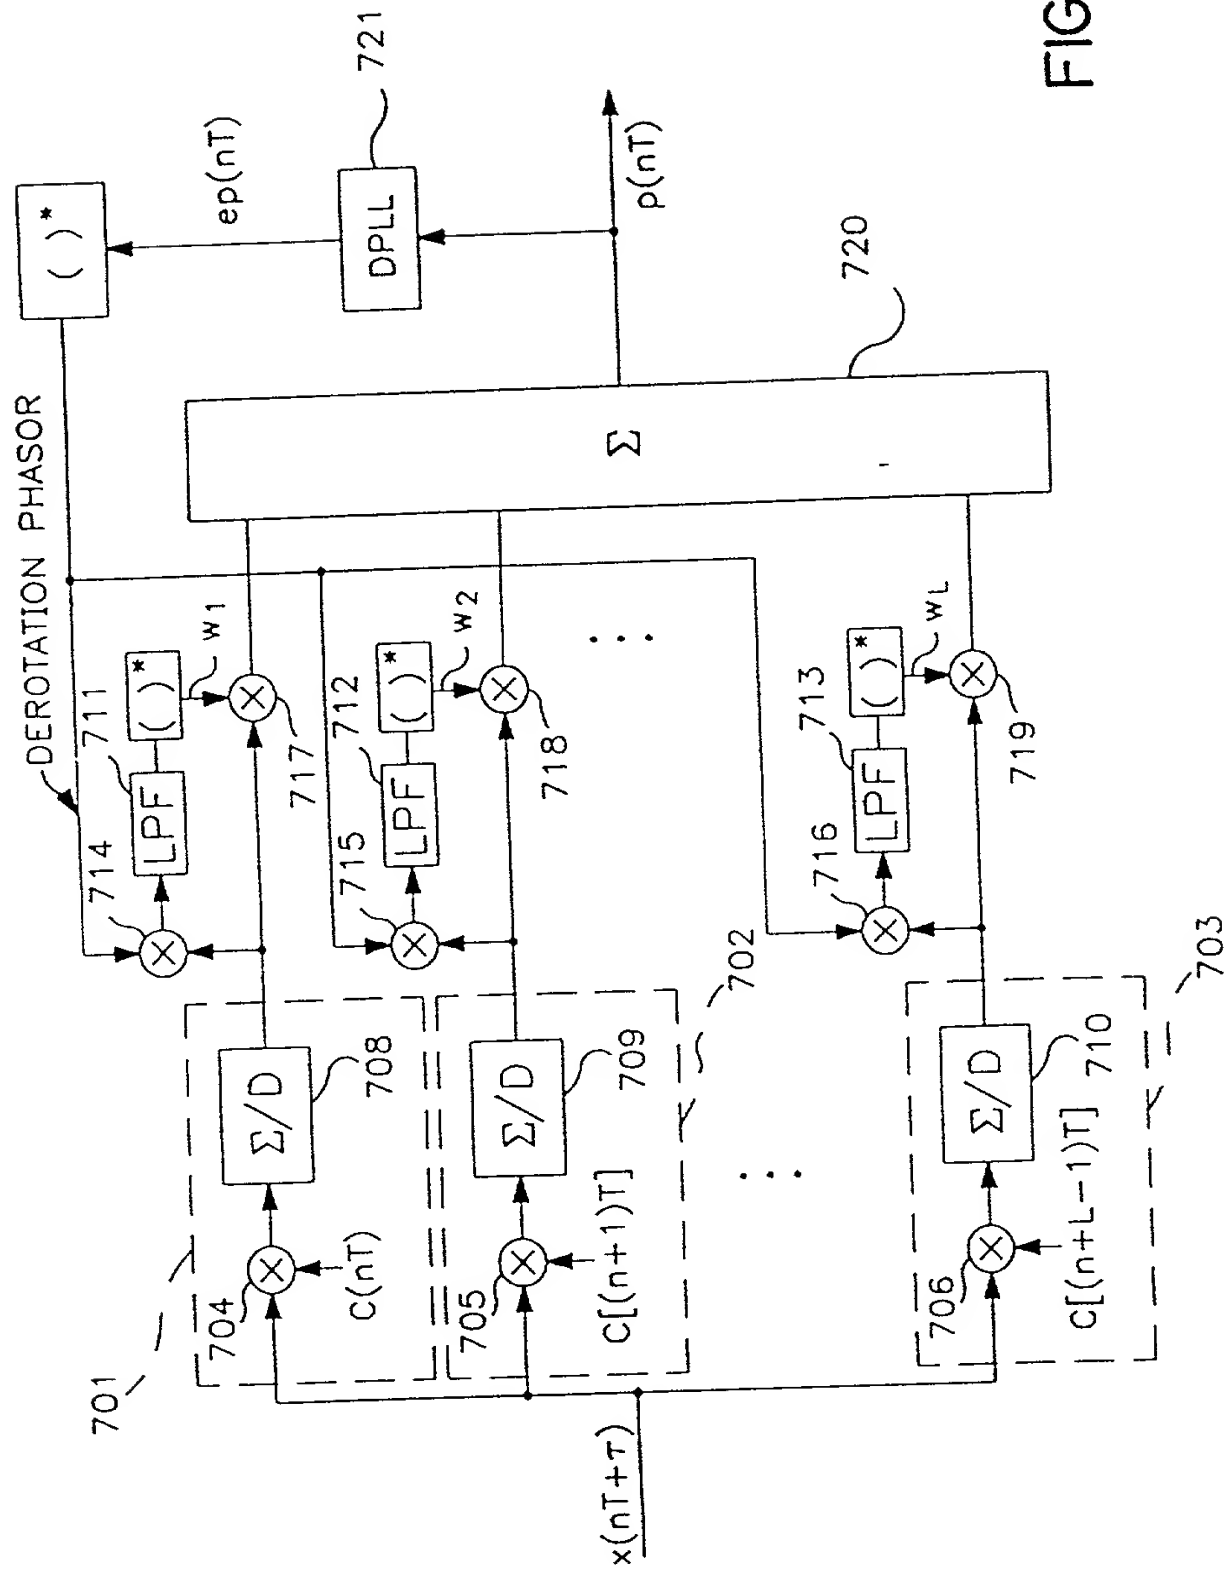 FIG
x(nT+τ)
701
704
C(nT)
Σ/D
708
714
711
LPF
( )*
w1
717
DEROTATION PHASOR
( )*
ep(nT)
DPLL
721
702
705
C[(n+1)T]
Σ/D
709
715
712
LPF
( )*
w2
718
. . .
. . .
703
706
C[(n+L-1)T]
Σ/D
710
716
713
LPF
( )*
wL
719
Σ
720
p(nT)